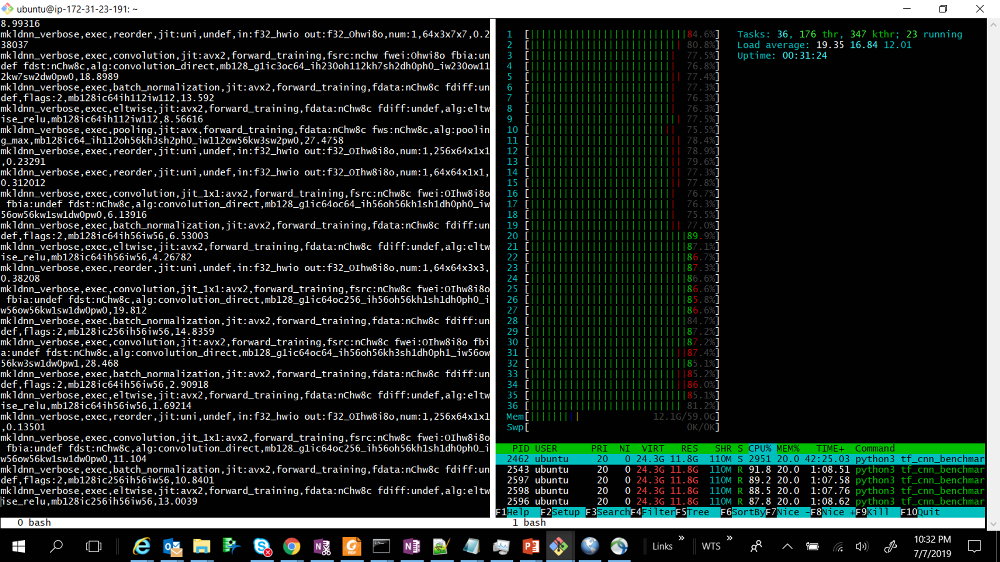 ubuntu@ip-172-31-23-191: ~
8.99316
mkldnn_verbose,exec,reorder,jit:uni,undef,in:f32_hwio out:f32_Ohwi8o,num:1,64x3x7x7,0.2
38037
mkldnn_verbose,exec,convolution,jit:avx2,forward_training,fsrc:nchw fwei:Ohwi8o fbia:un
def fdst:nChw8c,alg:convolution_direct,mb128_g1ic3oc64_ih230oh112kh7sh2dh0ph0_iw230ow11
2kw7sw2dw0pw0,18.8989
mkldnn_verbose,exec,batch_normalization,jit:avx2,forward_training,fdata:nChw8c fdiff:un
def,flags:2,mb128ic64ih112iw112,13.592
mkldnn_verbose,exec,eltwise,jit:avx2,forward_training,fdata:nChw8c fdiff:undef,alg:eltw
ise_relu,mb128ic64ih112iw112,8.56616
mkldnn_verbose,exec,pooling,jit:avx,forward_training,fdata:nChw8c fws:nChw8c,alg:poolin
g_max,mb128ic64_ih112oh56kh3sh2ph0_iw112ow56kw3sw2pw0,27.4758
mkldnn_verbose,exec,reorder,jit:uni,undef,in:f32_hwio out:f32_OIhw8i8o,num:1,256x64x1x1
,0.23291
mkldnn_verbose,exec,reorder,jit:uni,undef,in:f32_hwio out:f32_OIhw8i8o,num:1,64x64x1x1,
0.312012
mkldnn_verbose,exec,convolution,jit_1x1:avx2,forward_training,fsrc:nChw8c fwei:OIhw8i8o
fbia:undef fdst:nChw8c,alg:convolution_direct,mb128_g1ic64oc64_ih56oh56kh1sh1dh0ph0_iw
56ow56kw1sw1dw0pw0,6.13916
mkldnn_verbose,exec,batch_normalization,jit:avx2,forward_training,fdata:nChw8c fdiff:un
def,flags:2,mb128ic64ih56iw56,6.53003
mkldnn_verbose,exec,eltwise,jit:avx2,forward_training,fdata:nChw8c fdiff:undef,alg:eltw
ise_relu,mb128ic64ih56iw56,4.26782
mkldnn_verbose,exec,reorder,jit:uni,undef,in:f32_hwio out:f32_OIhw8i8o,num:1,64x64x3x3,
0.38208
mkldnn_verbose,exec,convolution,jit_1x1:avx2,forward_training,fsrc:nChw8c fwei:OIhw8i8o
fbia:undef fdst:nChw8c,alg:convolution_direct,mb128_g1ic64oc256_ih56oh56kh1sh1dh0ph0_i
w56ow56kw1sw1dw0pw0,19.812
mkldnn_verbose,exec,batch_normalization,jit:avx2,forward_training,fdata:nChw8c fdiff:un
def,flags:2,mb128ic256ih56iw56,14.8359
mkldnn_verbose,exec,convolution,jit:avx2,forward_training,fsrc:nChw8c fwei:OIhw8i8o fbi
a:undef fdst:nChw8c,alg:convolution_direct,mb128_g1ic64oc64_ih56oh56kh3sh1dh0ph1_iw56ow
56kw3sw1dw0pw1,28.468
mkldnn_verbose,exec,batch_normalization,jit:avx2,forward_training,fdata:nChw8c fdiff:un
def,flags:2,mb128ic64ih56iw56,2.90918
mkldnn_verbose,exec,eltwise,jit:avx2,forward_training,fdata:nChw8c fdiff:undef,alg:eltw
ise_relu,mb128ic64ih56iw56,1.69214
mkldnn_verbose,exec,reorder,jit:uni,undef,in:f32_hwio out:f32_OIhw8i8o,num:1,256x64x1x1
,0.13501
mkldnn_verbose,exec,convolution,jit_1x1:avx2,forward_training,fsrc:nChw8c fwei:OIhw8i8o
fbia:undef fdst:nChw8c,alg:convolution_direct,mb128_g1ic64oc256_ih56oh56kh1sh1dh0ph0_i
w56ow56kw1sw1dw0pw0,11.104
mkldnn_verbose,exec,batch_normalization,jit:avx2,forward_training,fdata:nChw8c fdiff:un
def,flags:2,mb128ic256ih56iw56,10.8401
mkldnn_verbose,exec,eltwise,jit:avx2,forward_training,fdata:nChw8c fdiff:undef,alg:eltw
ise_relu,mb128ic256ih56iw56,13.0039
0 bash
1 [84.6%]
2 [80.8%]
3 [77.5%]
4 [76.8%]
5 [77.4%]
6 [77.3%]
7 [76.3%]
8 [76.3%]
9 [77.5%]
10 [75.5%]
11 [78.4%]
12 [78.9%]
13 [79.6%]
14 [77.3%]
15 [77.8%]
16 [76.7%]
17 [76.3%]
18 [75.5%]
19 [77.0%]
20 [89.9%]
21 [87.1%]
22 [86.7%]
23 [87.3%]
24 [86.6%]
25 [86.6%]
26 [85.8%]
27 [86.6%]
28 [84.7%]
29 [87.2%]
30 [87.2%]
31 [87.4%]
32 [85.1%]
33 [85.2%]
34 [86.0%]
35 [85.1%]
36 [81.2%]
Mem[12.1G/59.0G]
Swp[0K/0K]
Tasks: 36, 176 thr, 347 kthr; 23 running
Load average: 19.35 16.84 12.01
Uptime: 00:31:24
PID USER PRI NI VIRT RES SHR S CPU% MEM% TIME+ Command
2462 ubuntu 20 0 24.3G 11.8G 110M S 2951 20.0 42:25.03 python3 tf_cnn_benchmar
2543 ubuntu 20 0 24.3G 11.8G 110M R 91.8 20.0 1:08.51 python3 tf_cnn_benchmar
2597 ubuntu 20 0 24.3G 11.8G 110M R 89.2 20.0 1:07.58 python3 tf_cnn_benchmar
2598 ubuntu 20 0 24.3G 11.8G 110M R 88.5 20.0 1:07.76 python3 tf_cnn_benchmar
2596 ubuntu 20 0 24.3G 11.8G 110M R 87.8 20.0 1:08.62 python3 tf_cnn_benchmar
F1Help F2Setup F3SearchF4FilterF5Tree F6SortByF7Nice -F8Nice +F9Kill F10Quit
1 bash
Links » WTS »
10:32 PM
7/7/2019